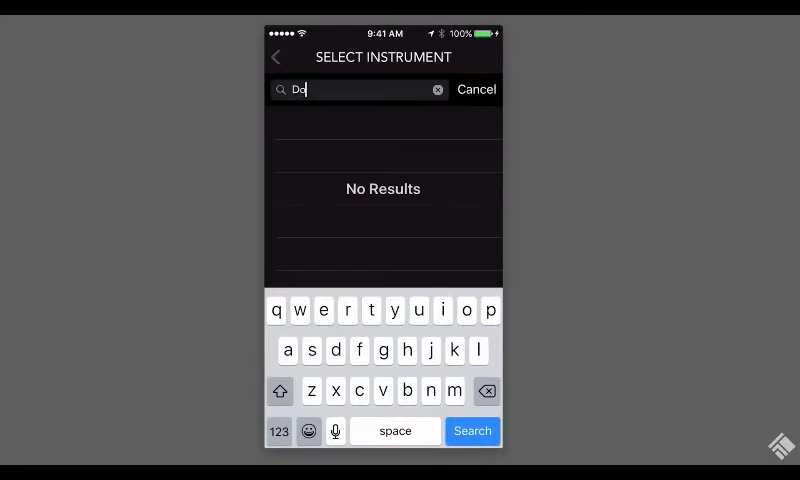 9:41 AM 100%
SELECT INSTRUMENT
Do Cancel
No Results
q w e r t y u i o p
a s d f g h j k l
z x c v b n m
123 space Search